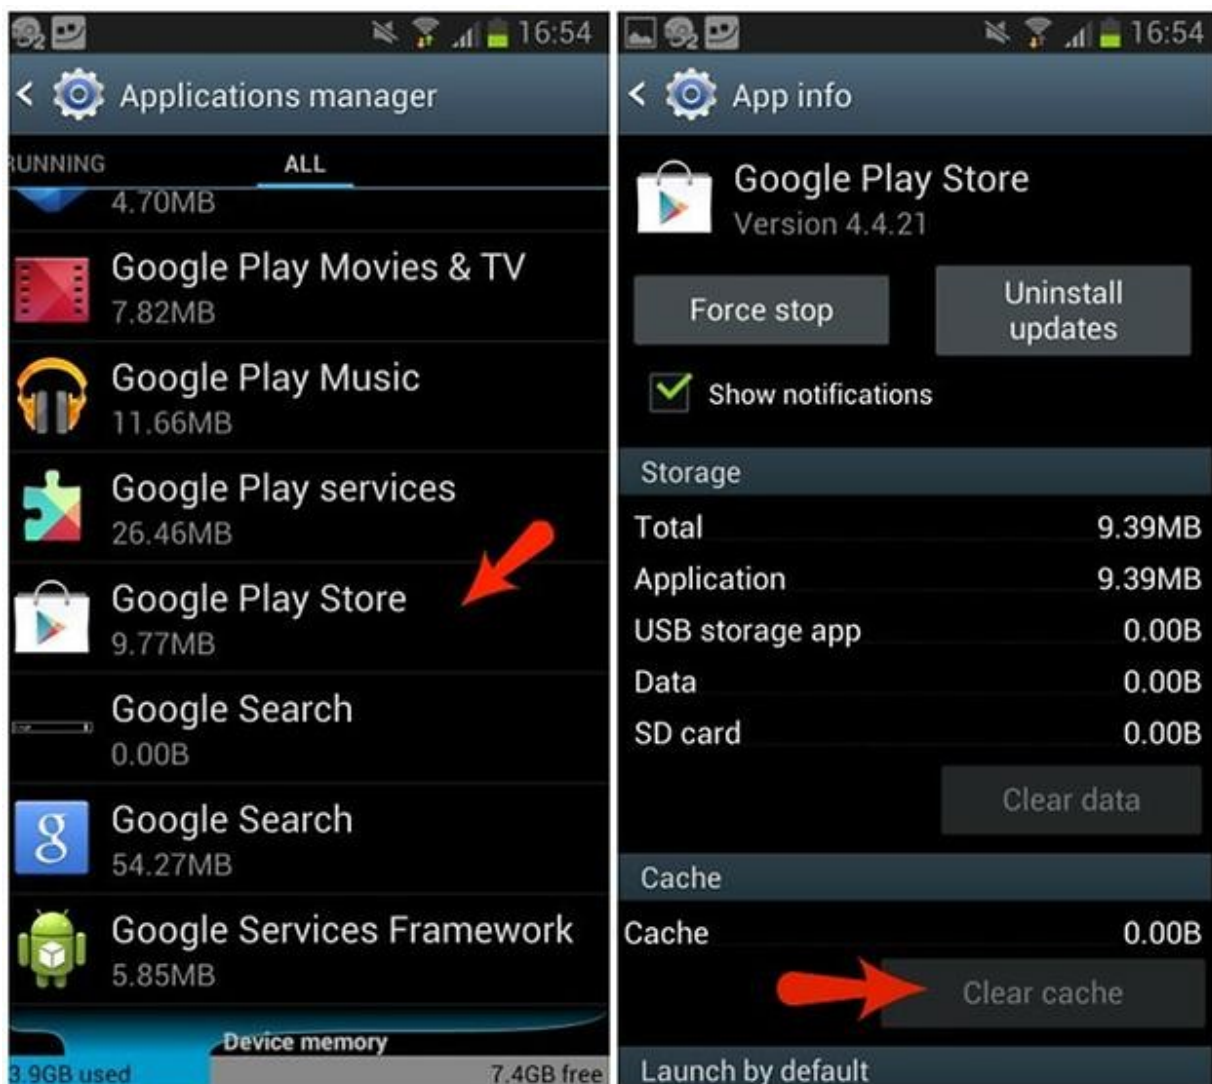 16:54
Applications manager
RUNNING ALL
4.70MB
Google Play Movies & TV
7.82MB
Google Play Music
11.66MB
Google Play services
26.46MB
Google Play Store
9.77MB
Google Search
0.00B
Google Search
54.27MB
Google Services Framework
5.85MB
Device memory
3.9GB used 7.4GB free
16:54
App info
Google Play Store
Version 4.4.21
Force stop
Uninstall
updates
Show notifications
Storage
Total 9.39MB
Application 9.39MB
USB storage app 0.00B
Data 0.00B
SD card 0.00B
Clear data
Cache
Cache 0.00B
Clear cache
Launch by default